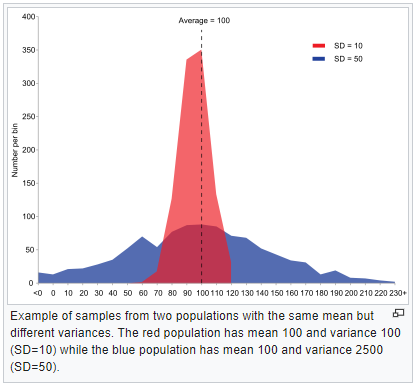 Average = 100
400
350
300
250
200
150
100
50
0
Number per bin
SD = 10
SD = 50
<0 0 10 20 30 40 50 60 70 80 90 100 110 120 130 140 150 160 170 180 190 200 210 220 230+
Example of samples from two populations with the same mean but
different variances. The red population has mean 100 and variance 100
(SD=10) while the blue population has mean 100 and variance 2500
(SD=50).